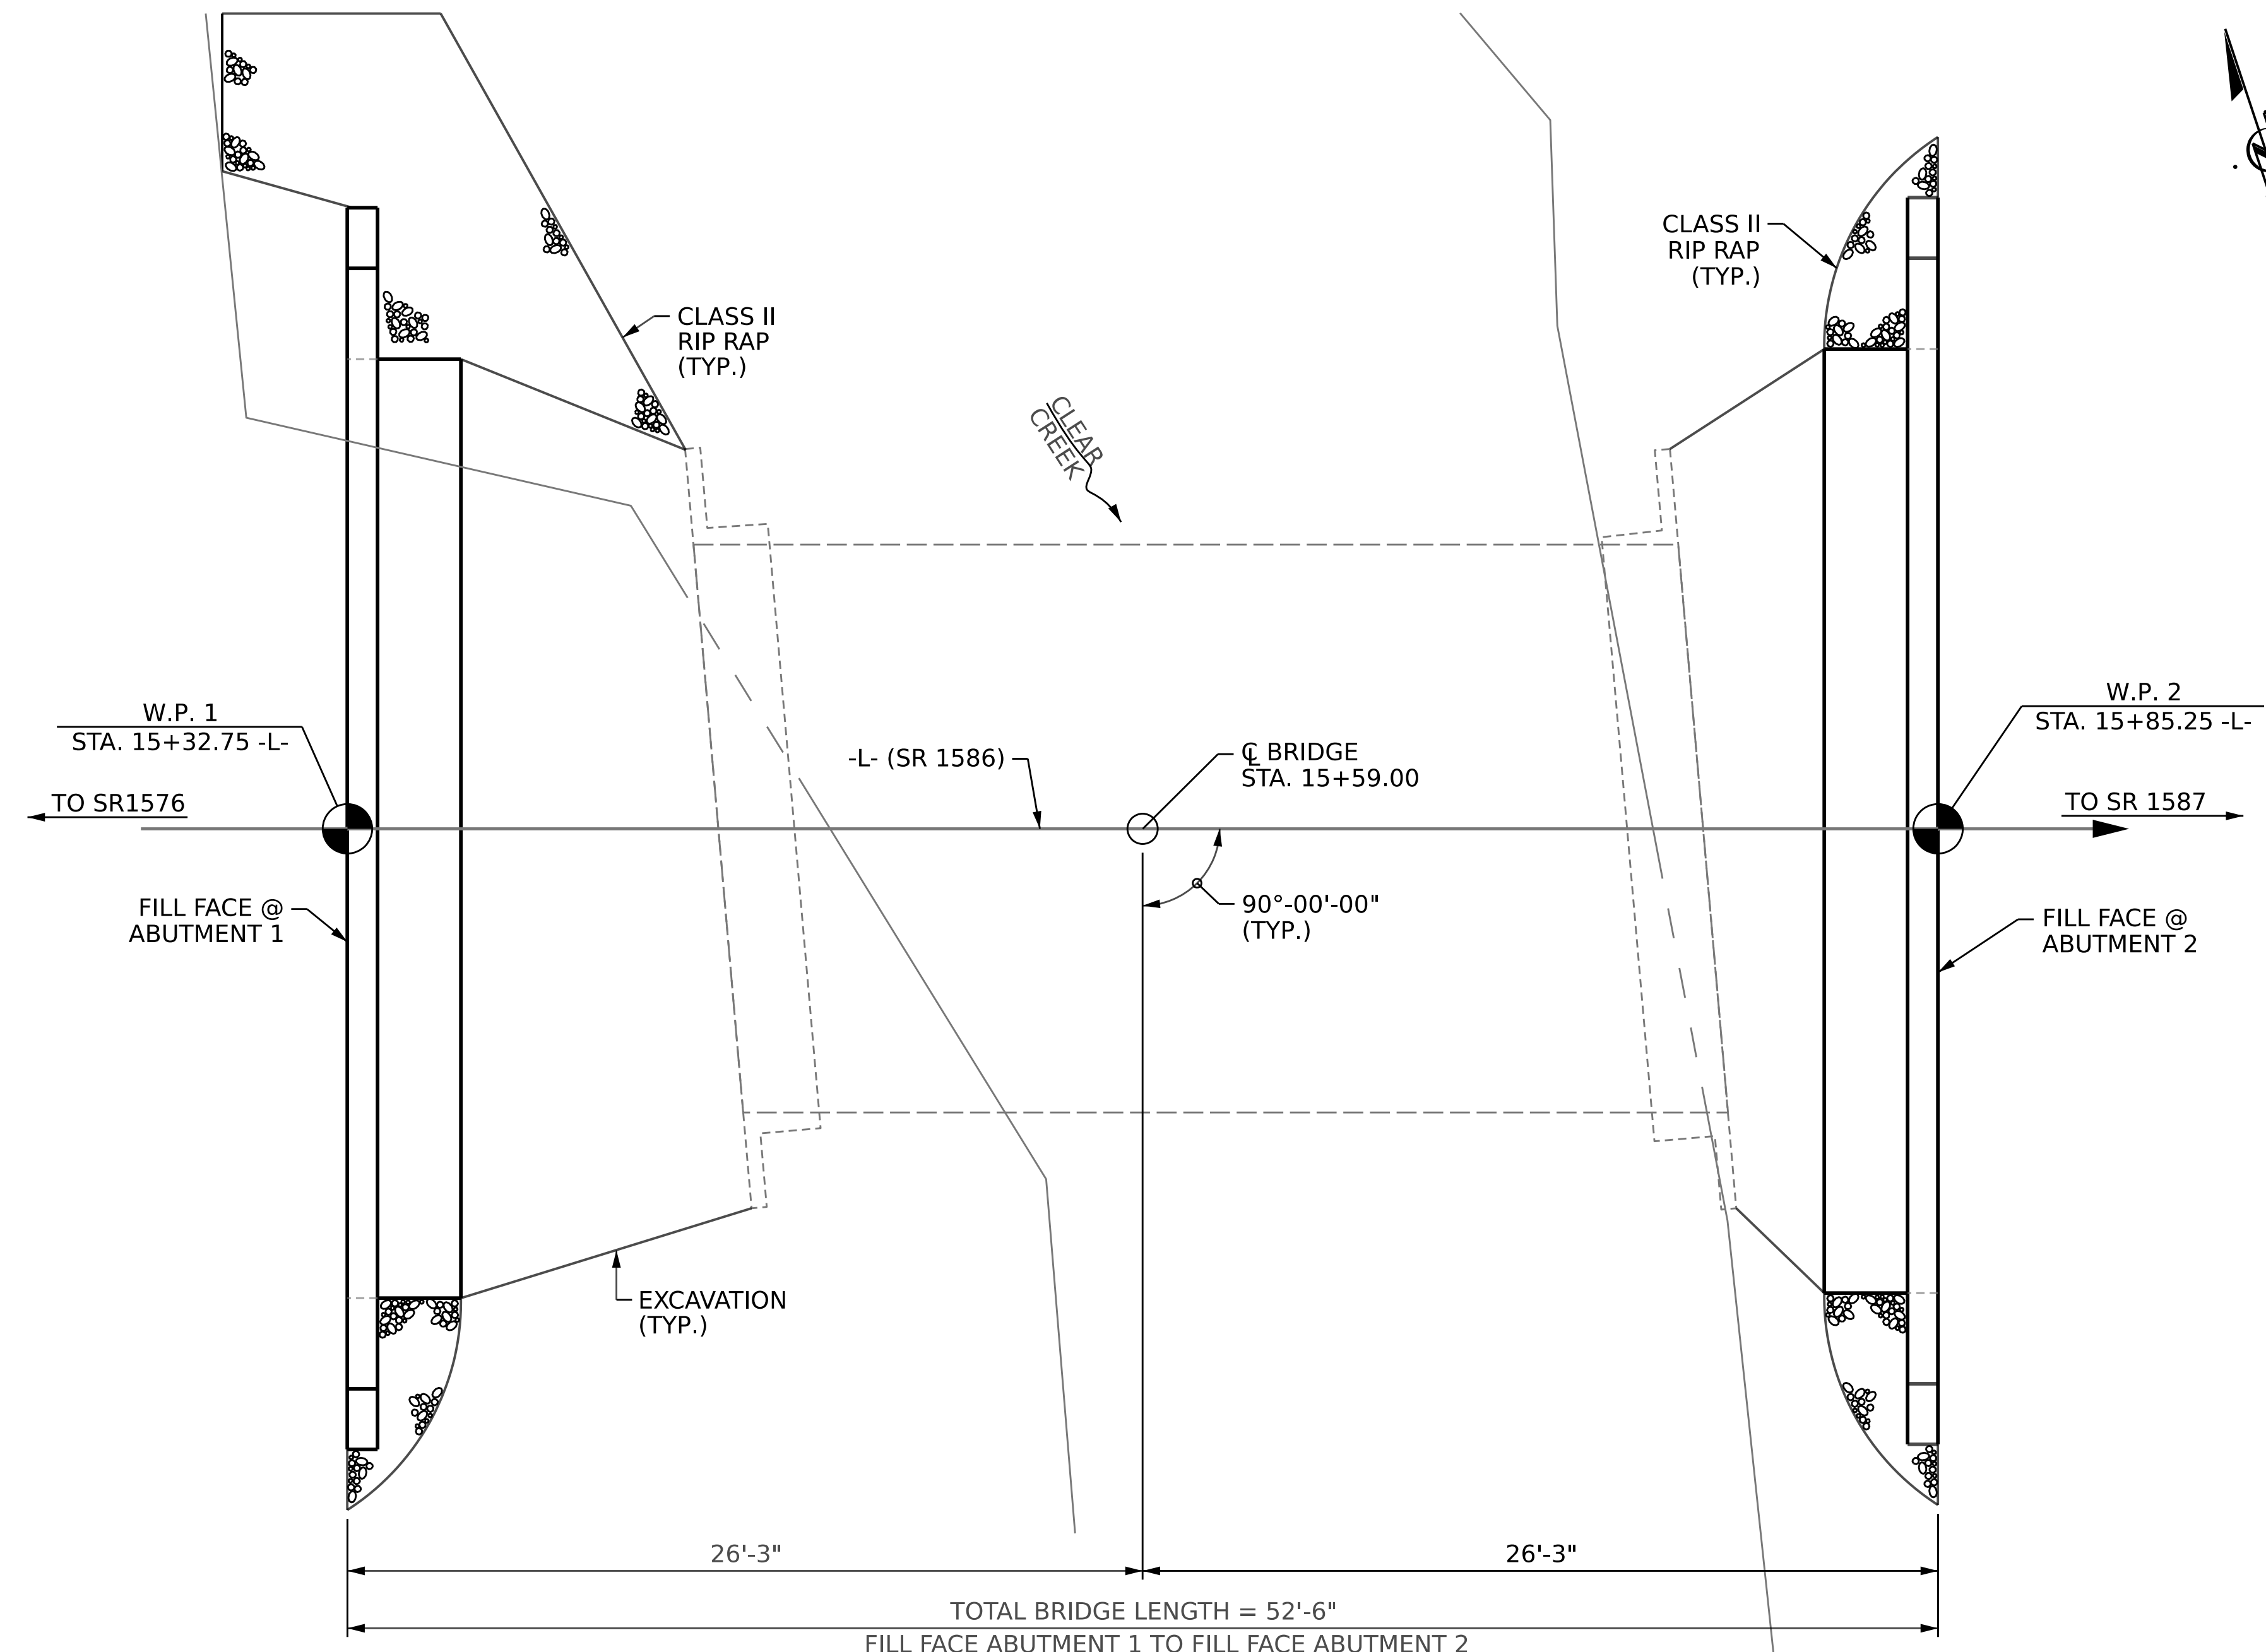 CLASS II
RIP RAP
(TYP.)
CLASS II
RIP RAP
(TYP.)
CLEAR
CREEK
W.P. 1
STA. 15+32.75 -L-
TO SR1576
W.P. 2
STA. 15+85.25 -L-
TO SR 1587
-L- (SR 1586)
℄ BRIDGE
STA. 15+59.00
90°-00'-00"
(TYP.)
FILL FACE @
ABUTMENT 1
FILL FACE @
ABUTMENT 2
EXCAVATION
(TYP.)
26'-3"
26'-3"
TOTAL BRIDGE LENGTH = 52'-6"
FILL FACE ABUTMENT 1 TO FILL FACE ABUTMENT 2